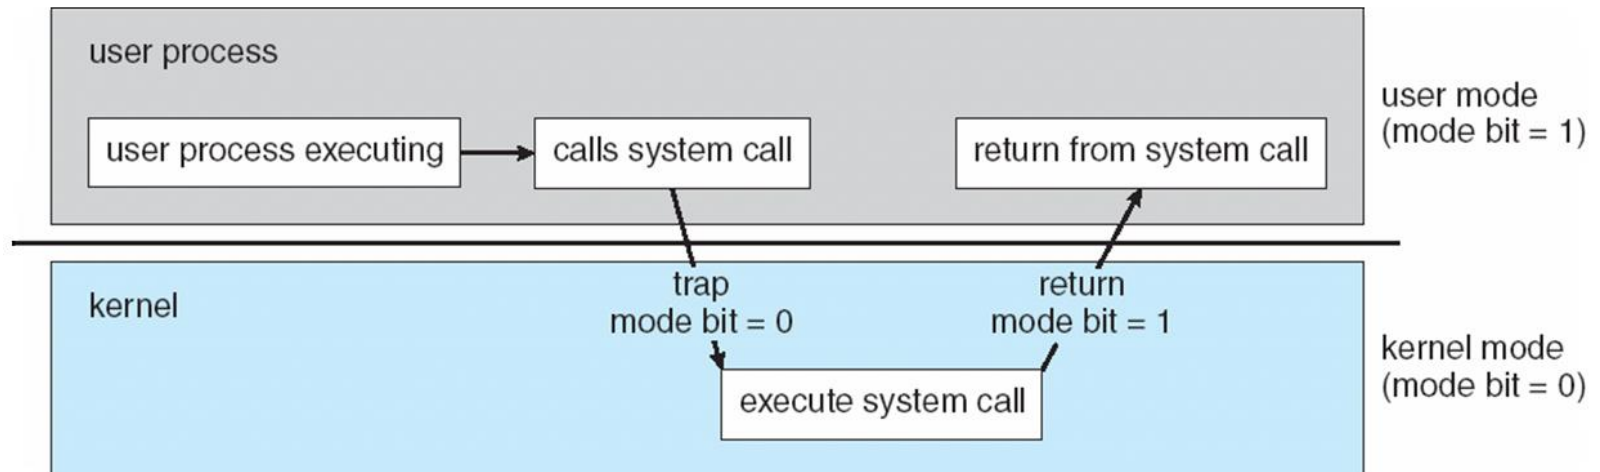 user process
user process executing
calls system call
return from system call
user mode
(mode bit = 1)
kernel
trap
mode bit = 0
return
mode bit = 1
execute system call
kernel mode
(mode bit = 0)